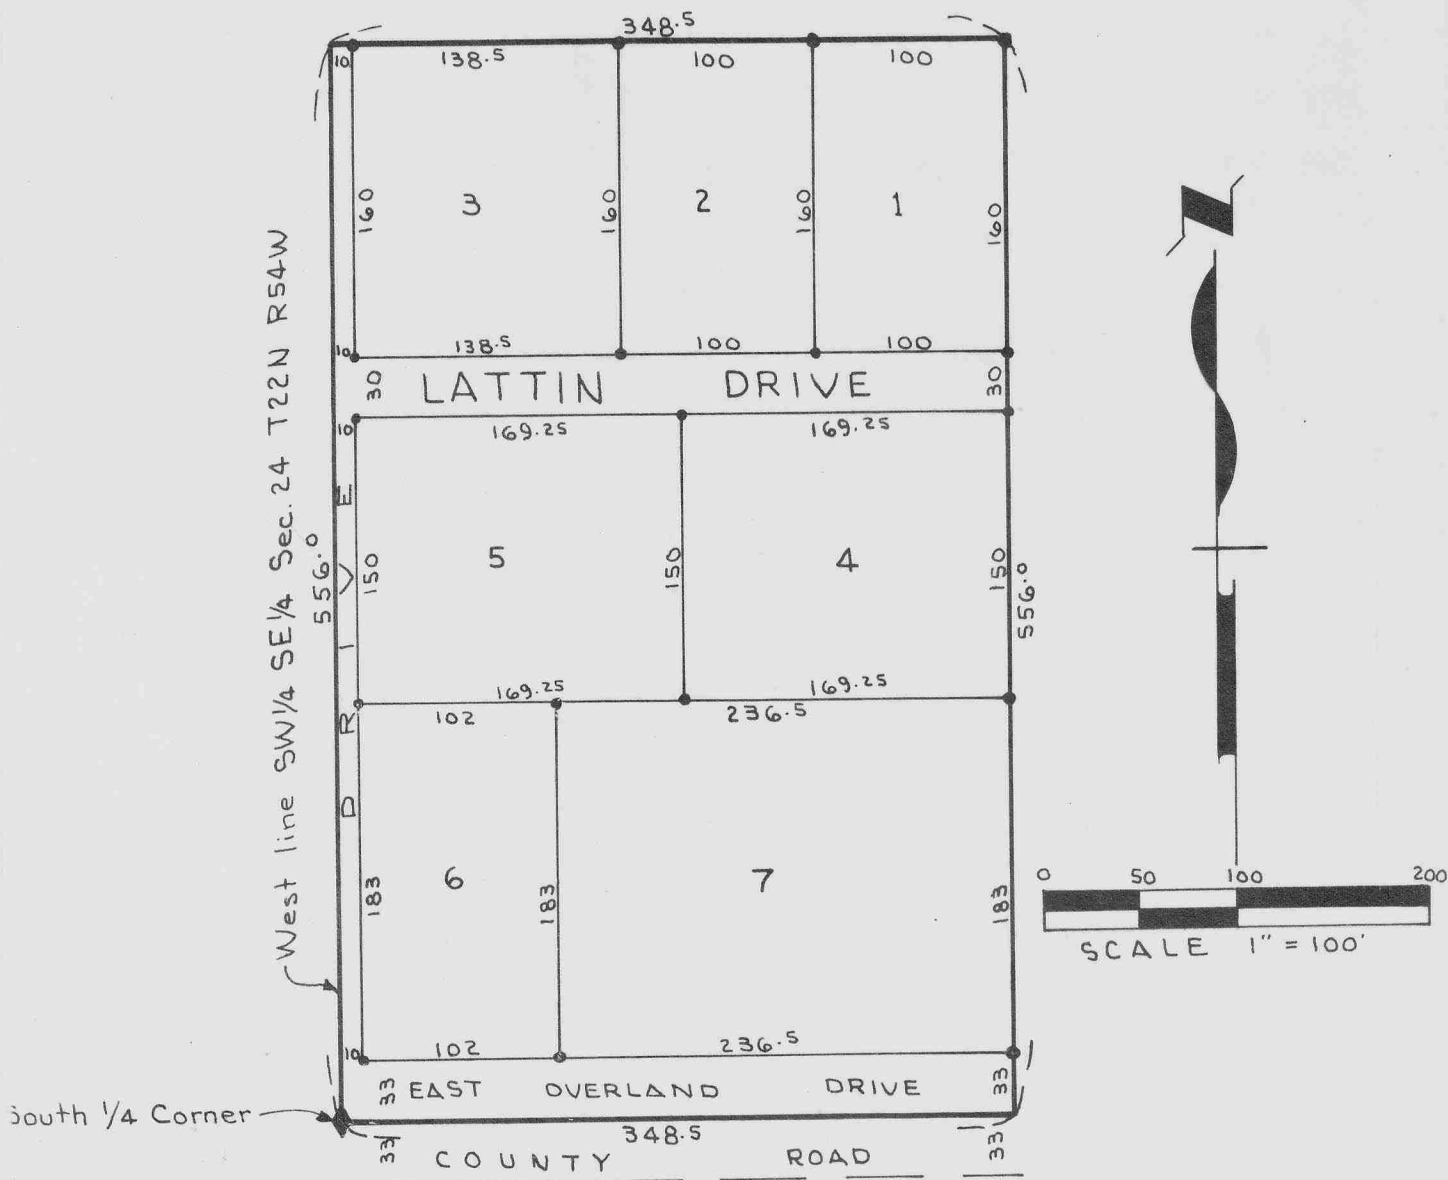 348.5
10 138.5 100 100
160 3 160 2 160 1 160
10 138.5 100 100
30 LATTIN DRIVE 30
10 169.25 169.25
West line SW1/4 SE1/4 Sec. 24 T22N R54W
556.0
DRIVE
150 5 150 4 150
556.0
169.25 169.25
102 236.5
183 6 183 7 183
10 102 236.5
33 EAST OVERLAND DRIVE 33
South 1/4 Corner
348.5
33 COUNTY ROAD 33
0 50 100 200
SCALE 1" = 100'